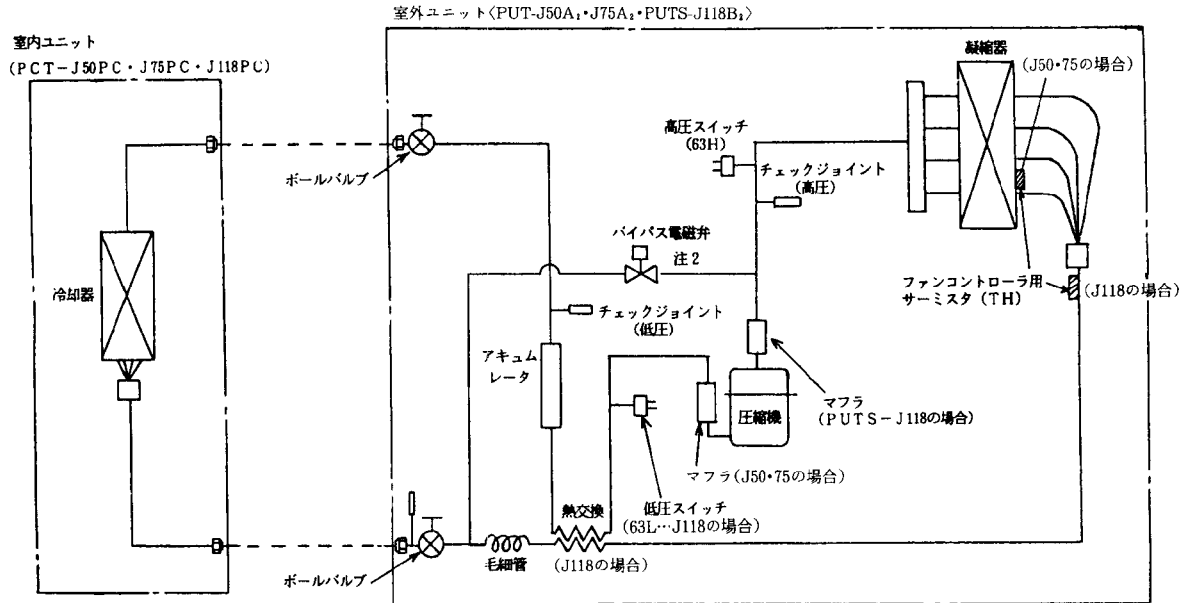 室外ユニット〈PUT-J50A₁・J75A₂・PUTS-J118B₂〉
室内ユニット
(PCT－J50PC・J75PC・J118PC)
凝縮器
(J50・75の場合)
高圧スイッチ
(63H)
チェックジョイント
(高圧)
ボールバルブ
バイパス電磁弁
注2
冷却器
ファンコントローラ用
サーミスタ(TH)
(J118の場合)
チェックジョイント
(低圧)
アキュム
レータ
圧縮機
マフラ
(PUTS－J118の場合)
マフラ(J50・75の場合)
熱交換
低圧スイッチ
(63L…J118の場合)
毛細管
(J118の場合)
ボールバルブ